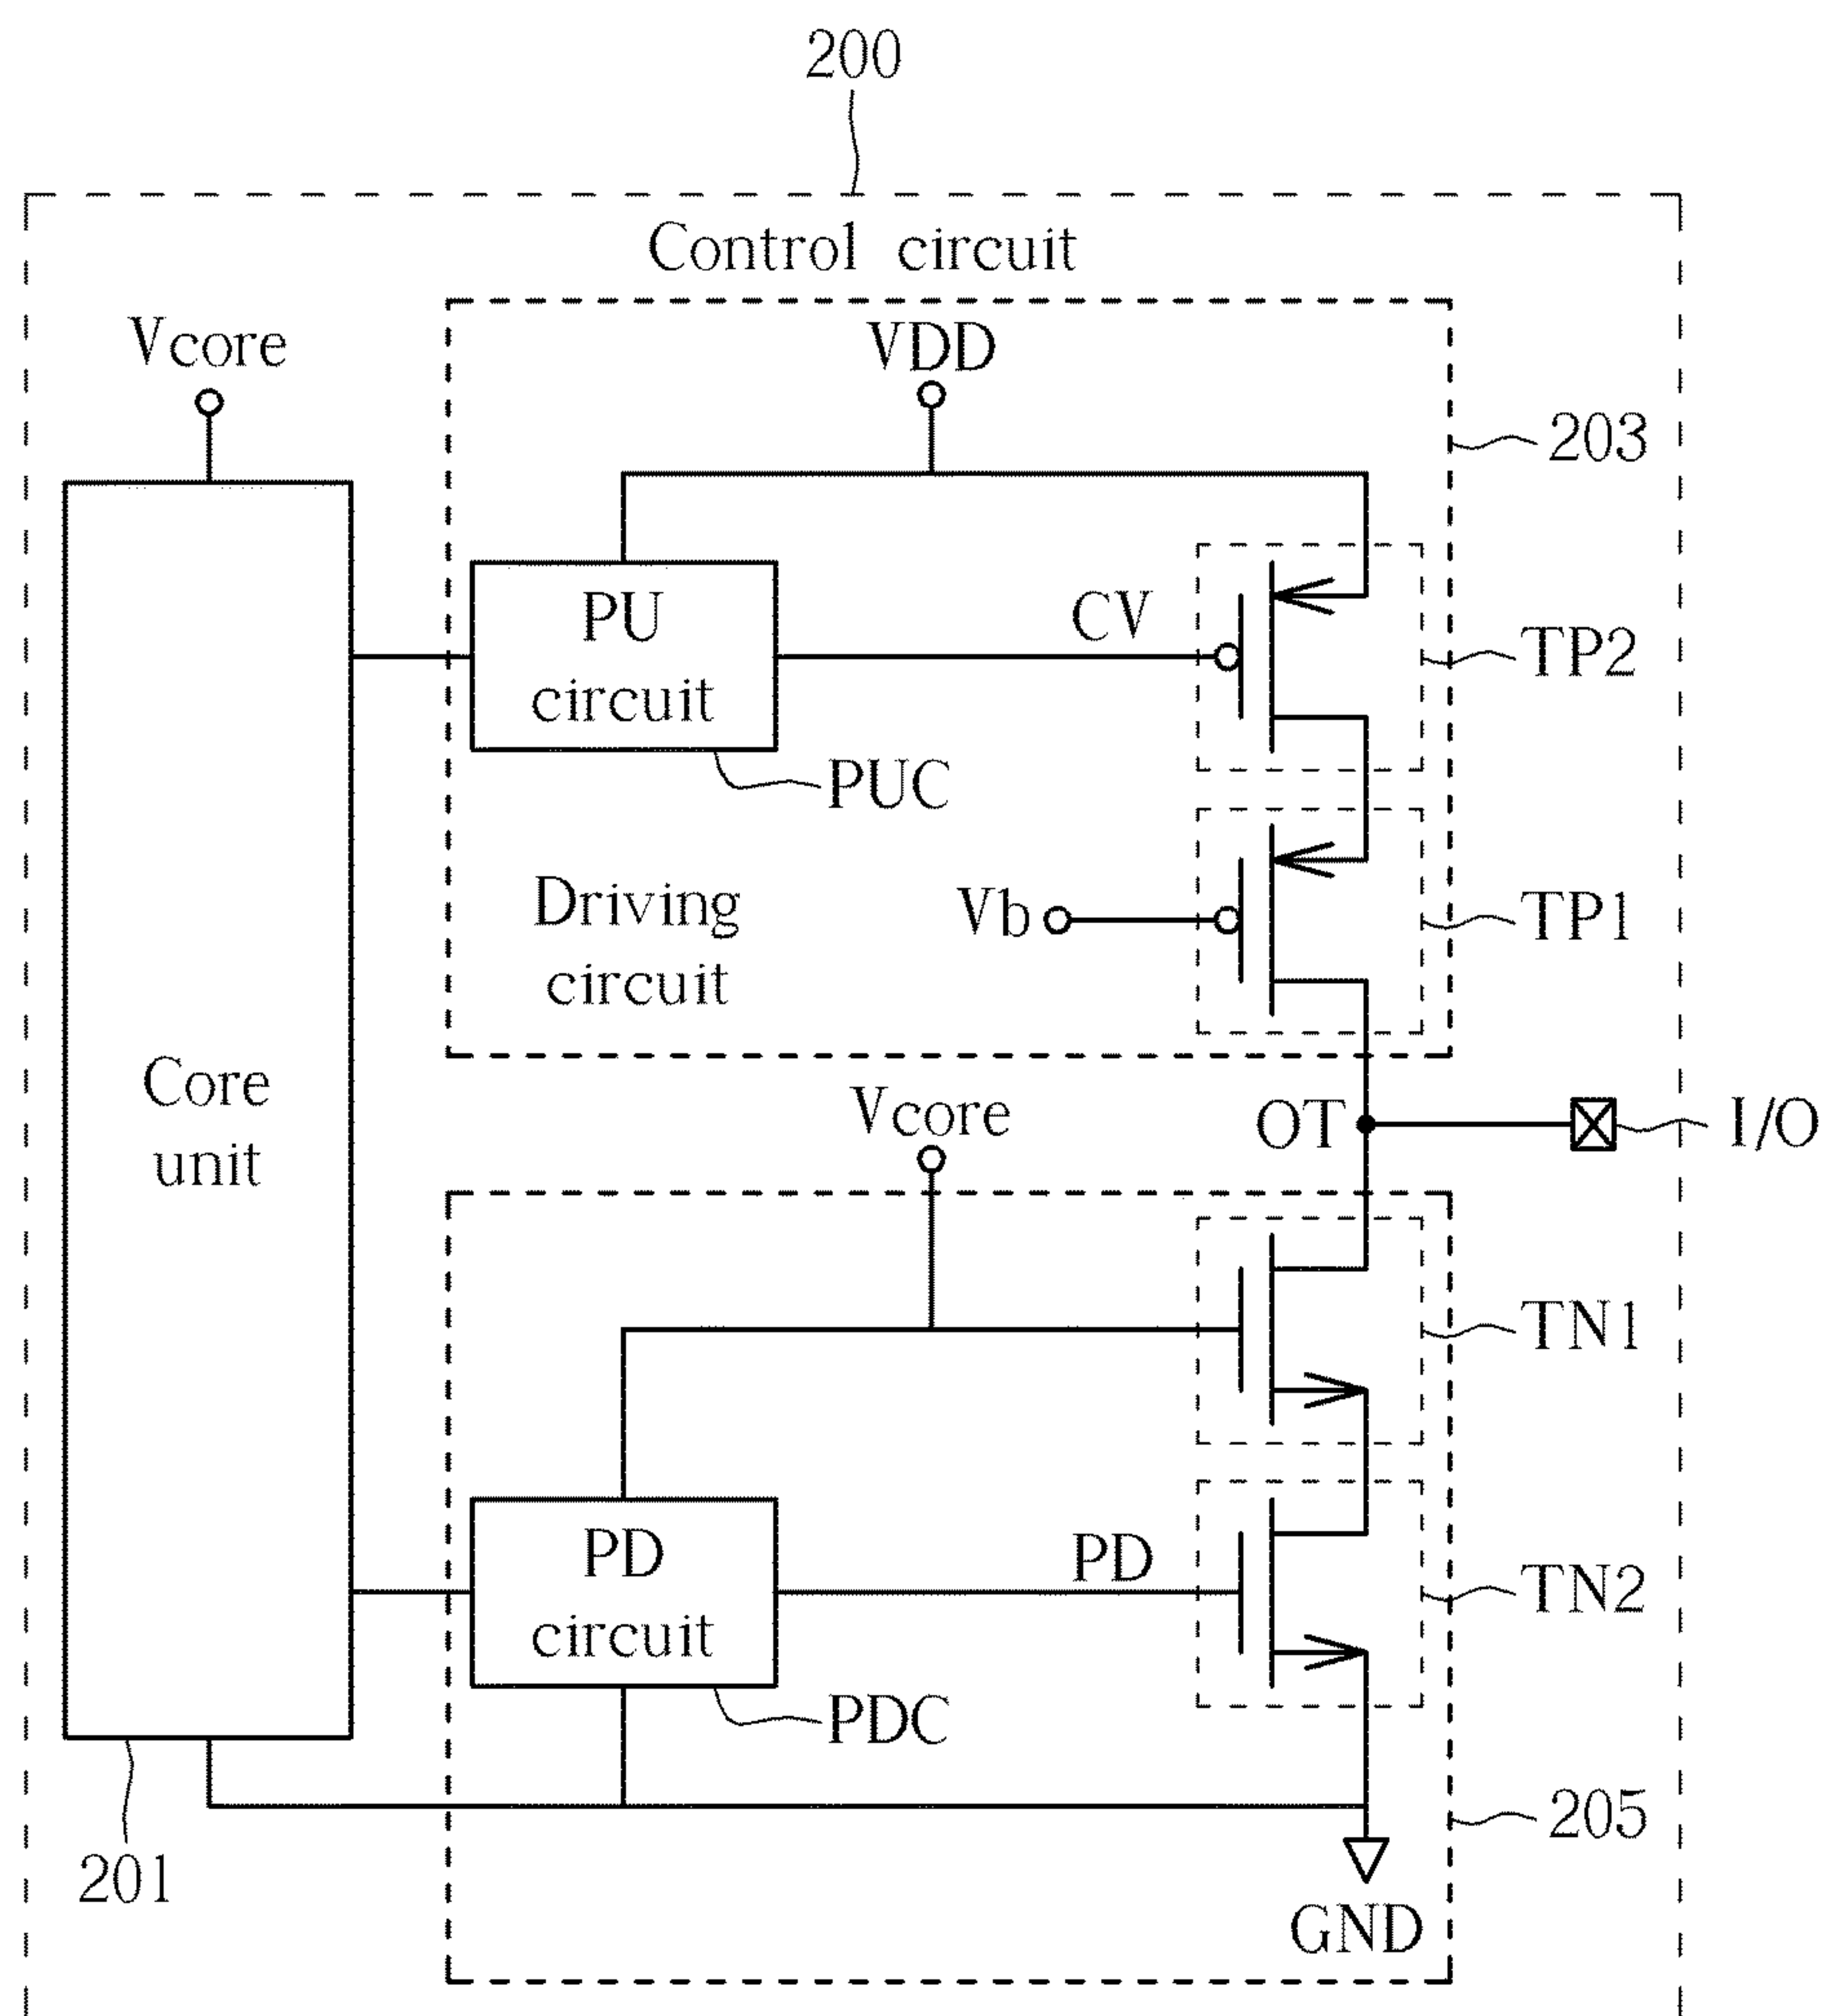 200
Control circuit
Vcore
VDD
203
PU
circuit
CV
TP2
PUC
Driving
circuit
Vb
TP1
Core
unit
Vcore
OT
I/O
TN1
PD
circuit
PD
TN2
PDC
201
205
GND